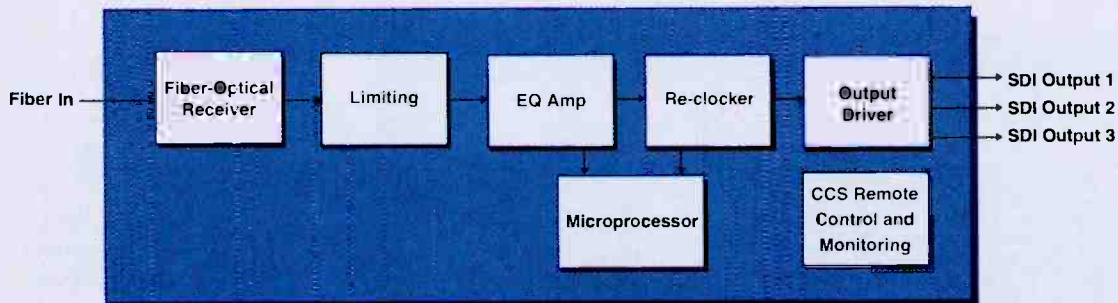 Fiber In
Fiber-Optical
Receiver
Limiting
EQ Amp
Re-clocker
Output
Driver
SDI Output 1
SDI Output 2
SDI Output 3
Microprocessor
CCS Remote
Control and
Monitoring